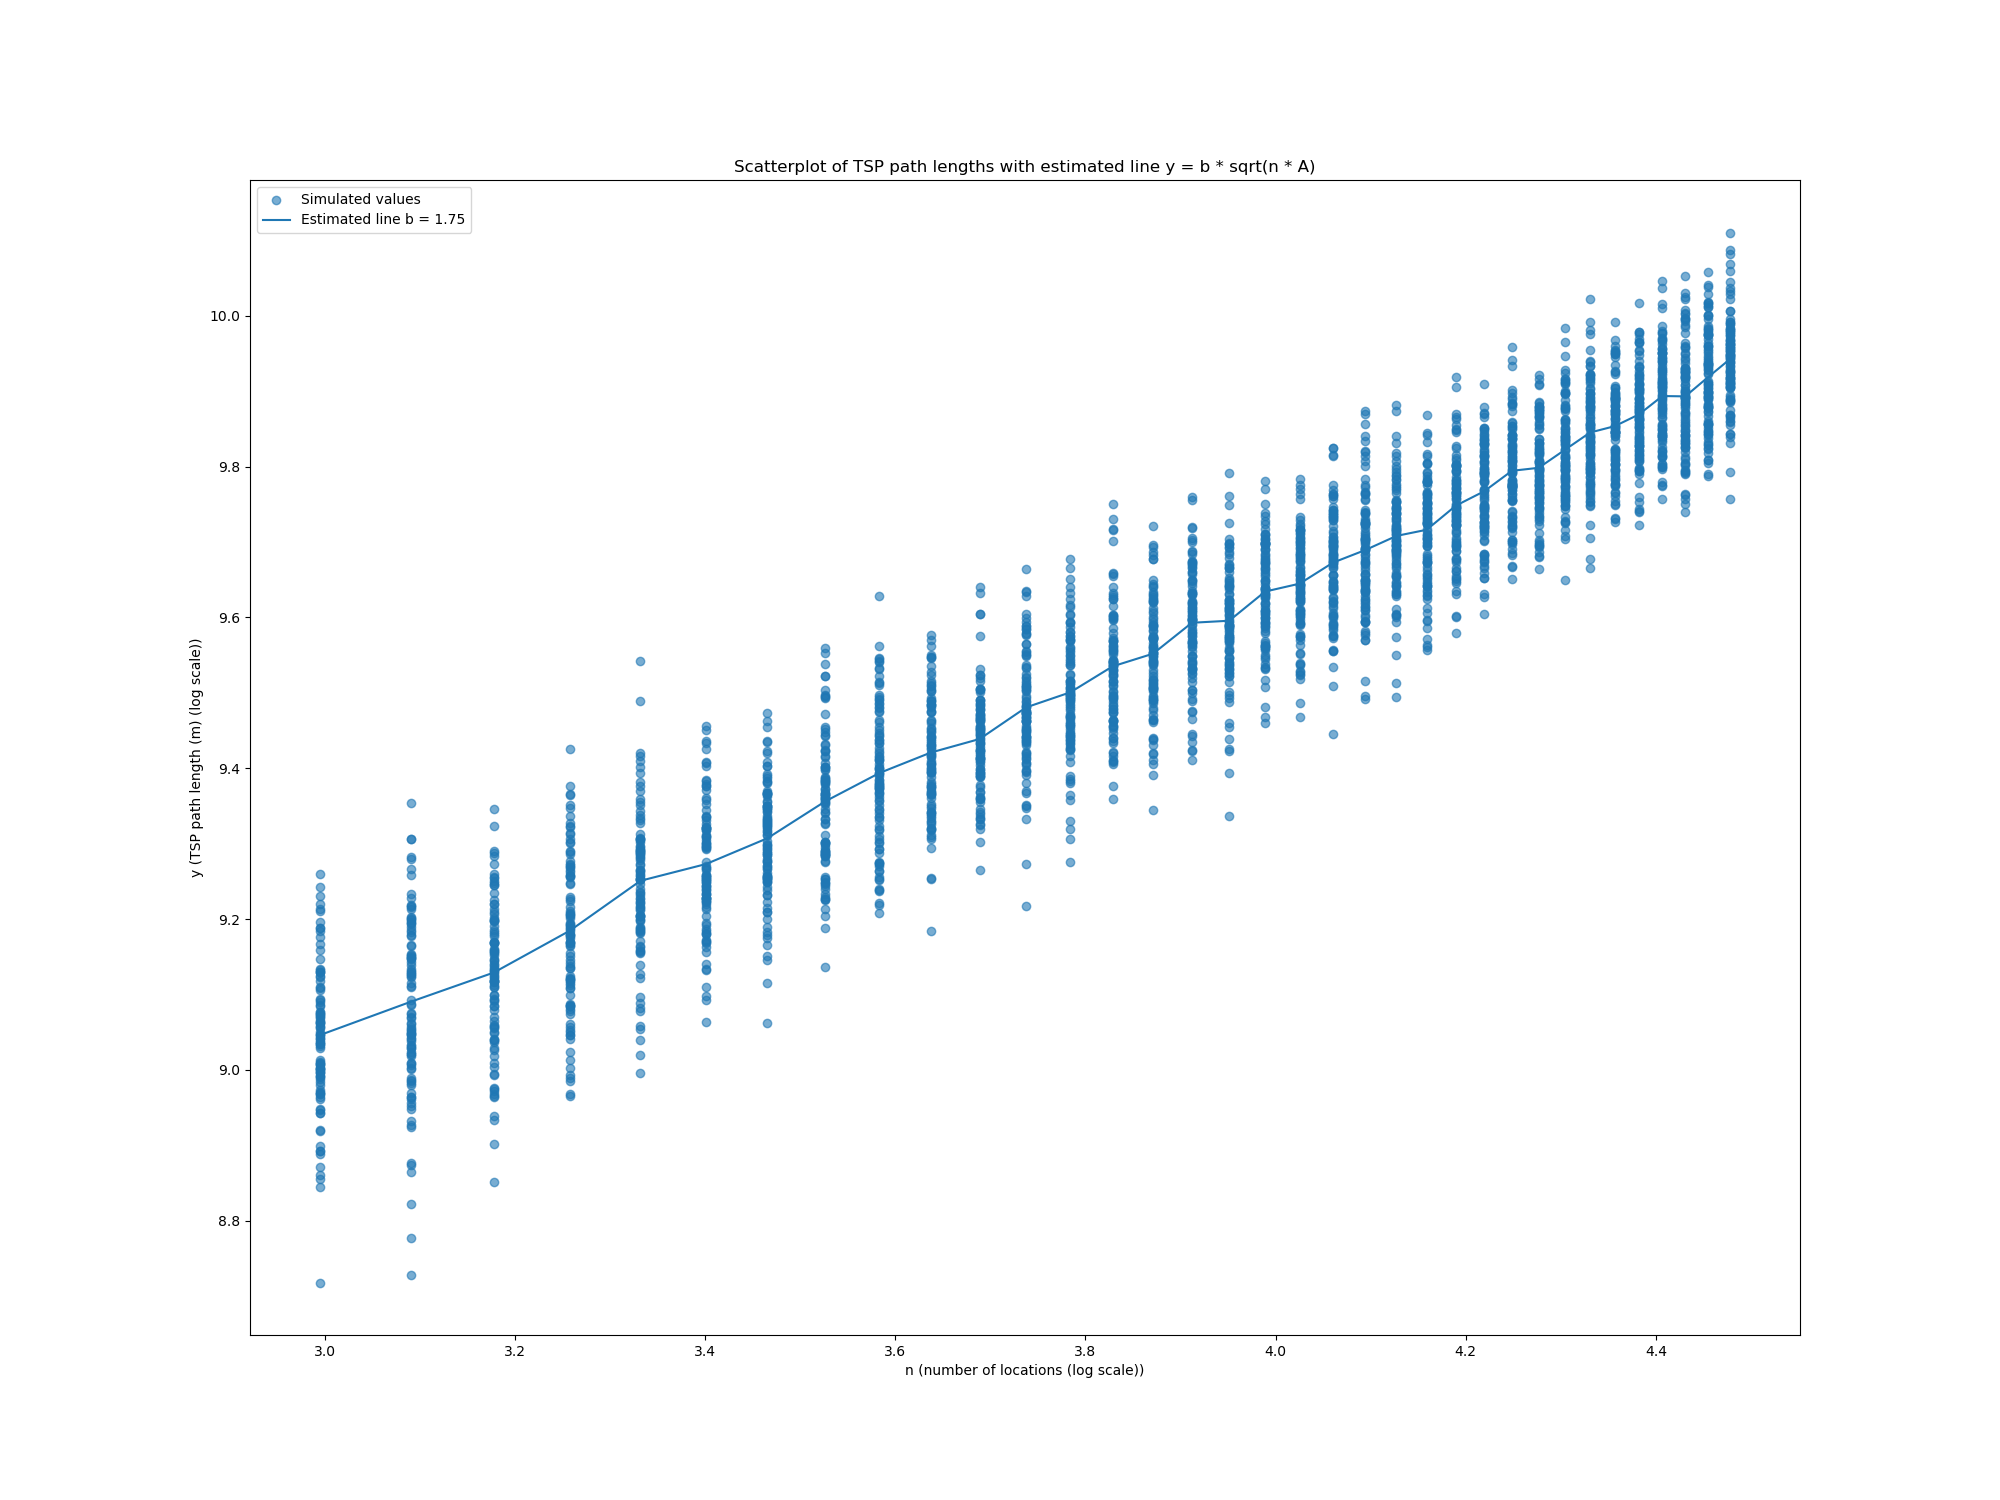 Scatterplot of TSP path lengths with estimated line y = b * sqrt(n * A)
Simulated values
Estimated line b = 1.75
10.0
9.8
9.6
9.4
9.2
9.0
8.8
y (TSP path length (m) (log scale))
3.0 3.2 3.4 3.6 3.8 4.0 4.2 4.4
n (number of locations (log scale))